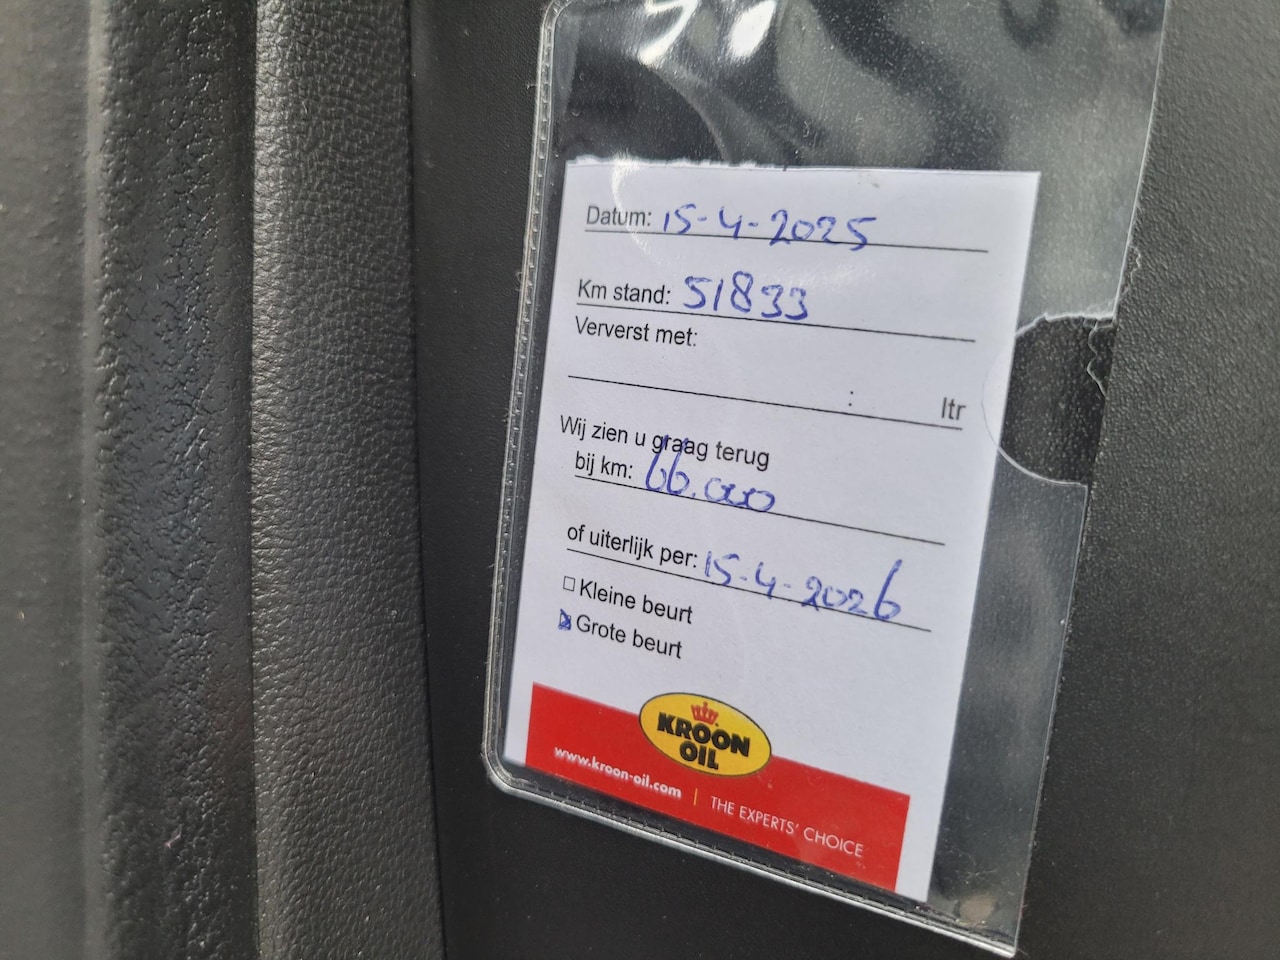 Datum: 15-4-2025
Km stand: 51833
Ververst met:
: ltr
Wij zien u graag terug
bij km: 66.000
of uiterlijk per: 15-4-2026
Kleine beurt
Grote beurt
KROON
OIL
www.kroon-oil.com | THE EXPERTS' CHOICE